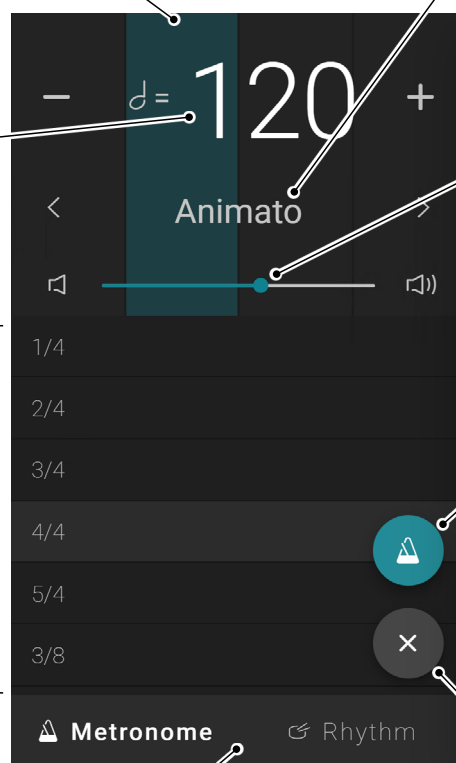 − 𝅗𝅥 = 120 +
< Animato >
1/4
2/4
3/4
4/4
5/4
3/8
Metronome Rhythm